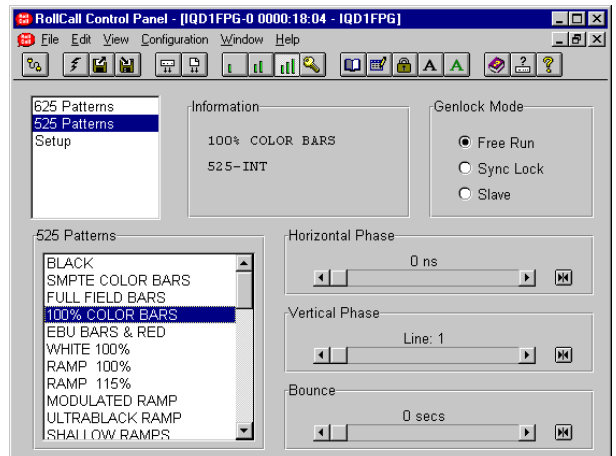 RollCall Control Panel - [IQD1FPG-0 0000:18:04 - IQD1FPG]
File Edit View Configuration Window Help
A A
625 Patterns
525 Patterns
Setup
Information
100% COLOR BARS
525-INT
Genlock Mode
Free Run
Sync Lock
Slave
525 Patterns
BLACK
SMPTE COLOR BARS
FULL FIELD BARS
100% COLOR BARS
EBU BARS & RED
WHITE 100%
RAMP 100%
RAMP 115%
MODULATED RAMP
ULTRABLACK RAMP
SHALLOW RAMPS
Horizontal Phase
0 ns
Vertical Phase
Line: 1
Bounce
0 secs